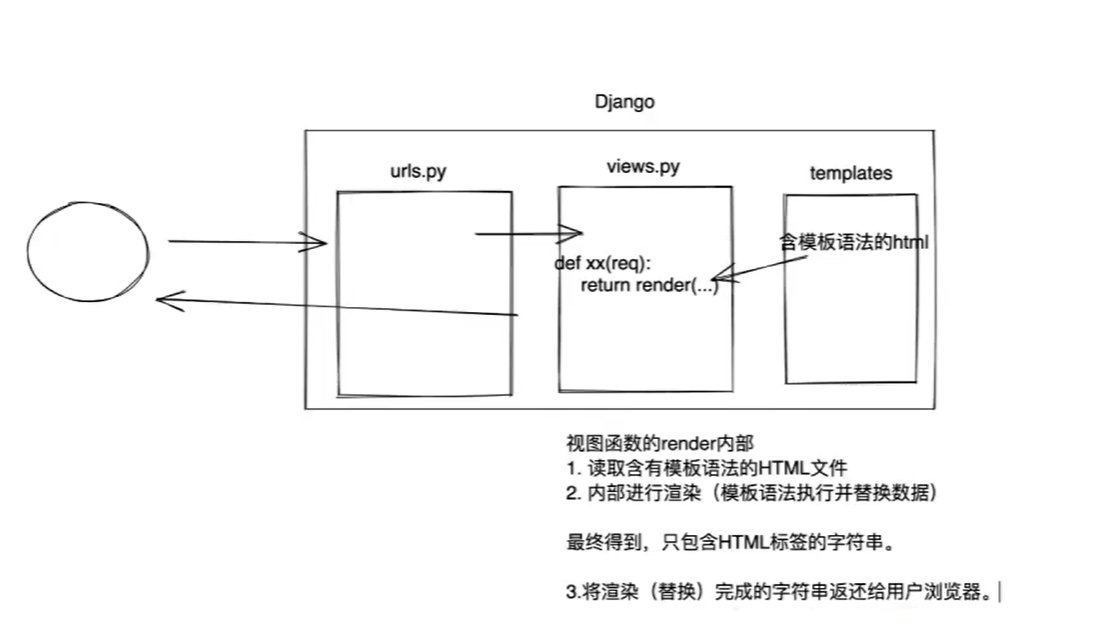 Django
urls.py
views.py
templates
含模板语法的html
def xx(req):
return render(...)
视图函数的render内部
1. 读取含有模板语法的HTML文件
2. 内部进行渲染（模板语法执行并替换数据）
最终得到，只包含HTML标签的字符串。
3.将渲染（替换）完成的字符串返还给用户浏览器。